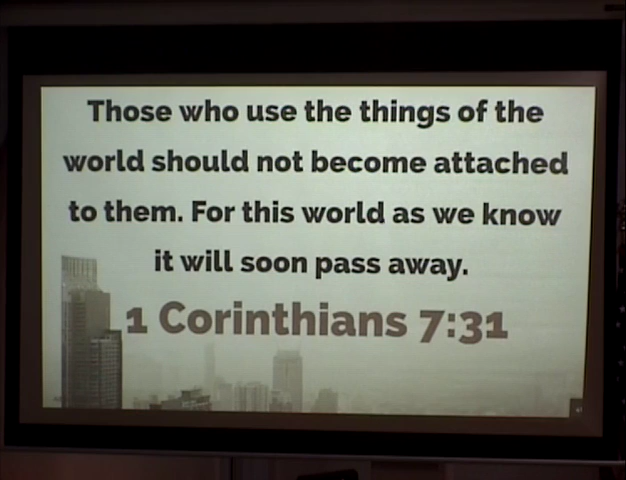 Those who use the things of the
world should not become attached
to them. For this world as we know
it will soon pass away.
1 Corinthians 7:31